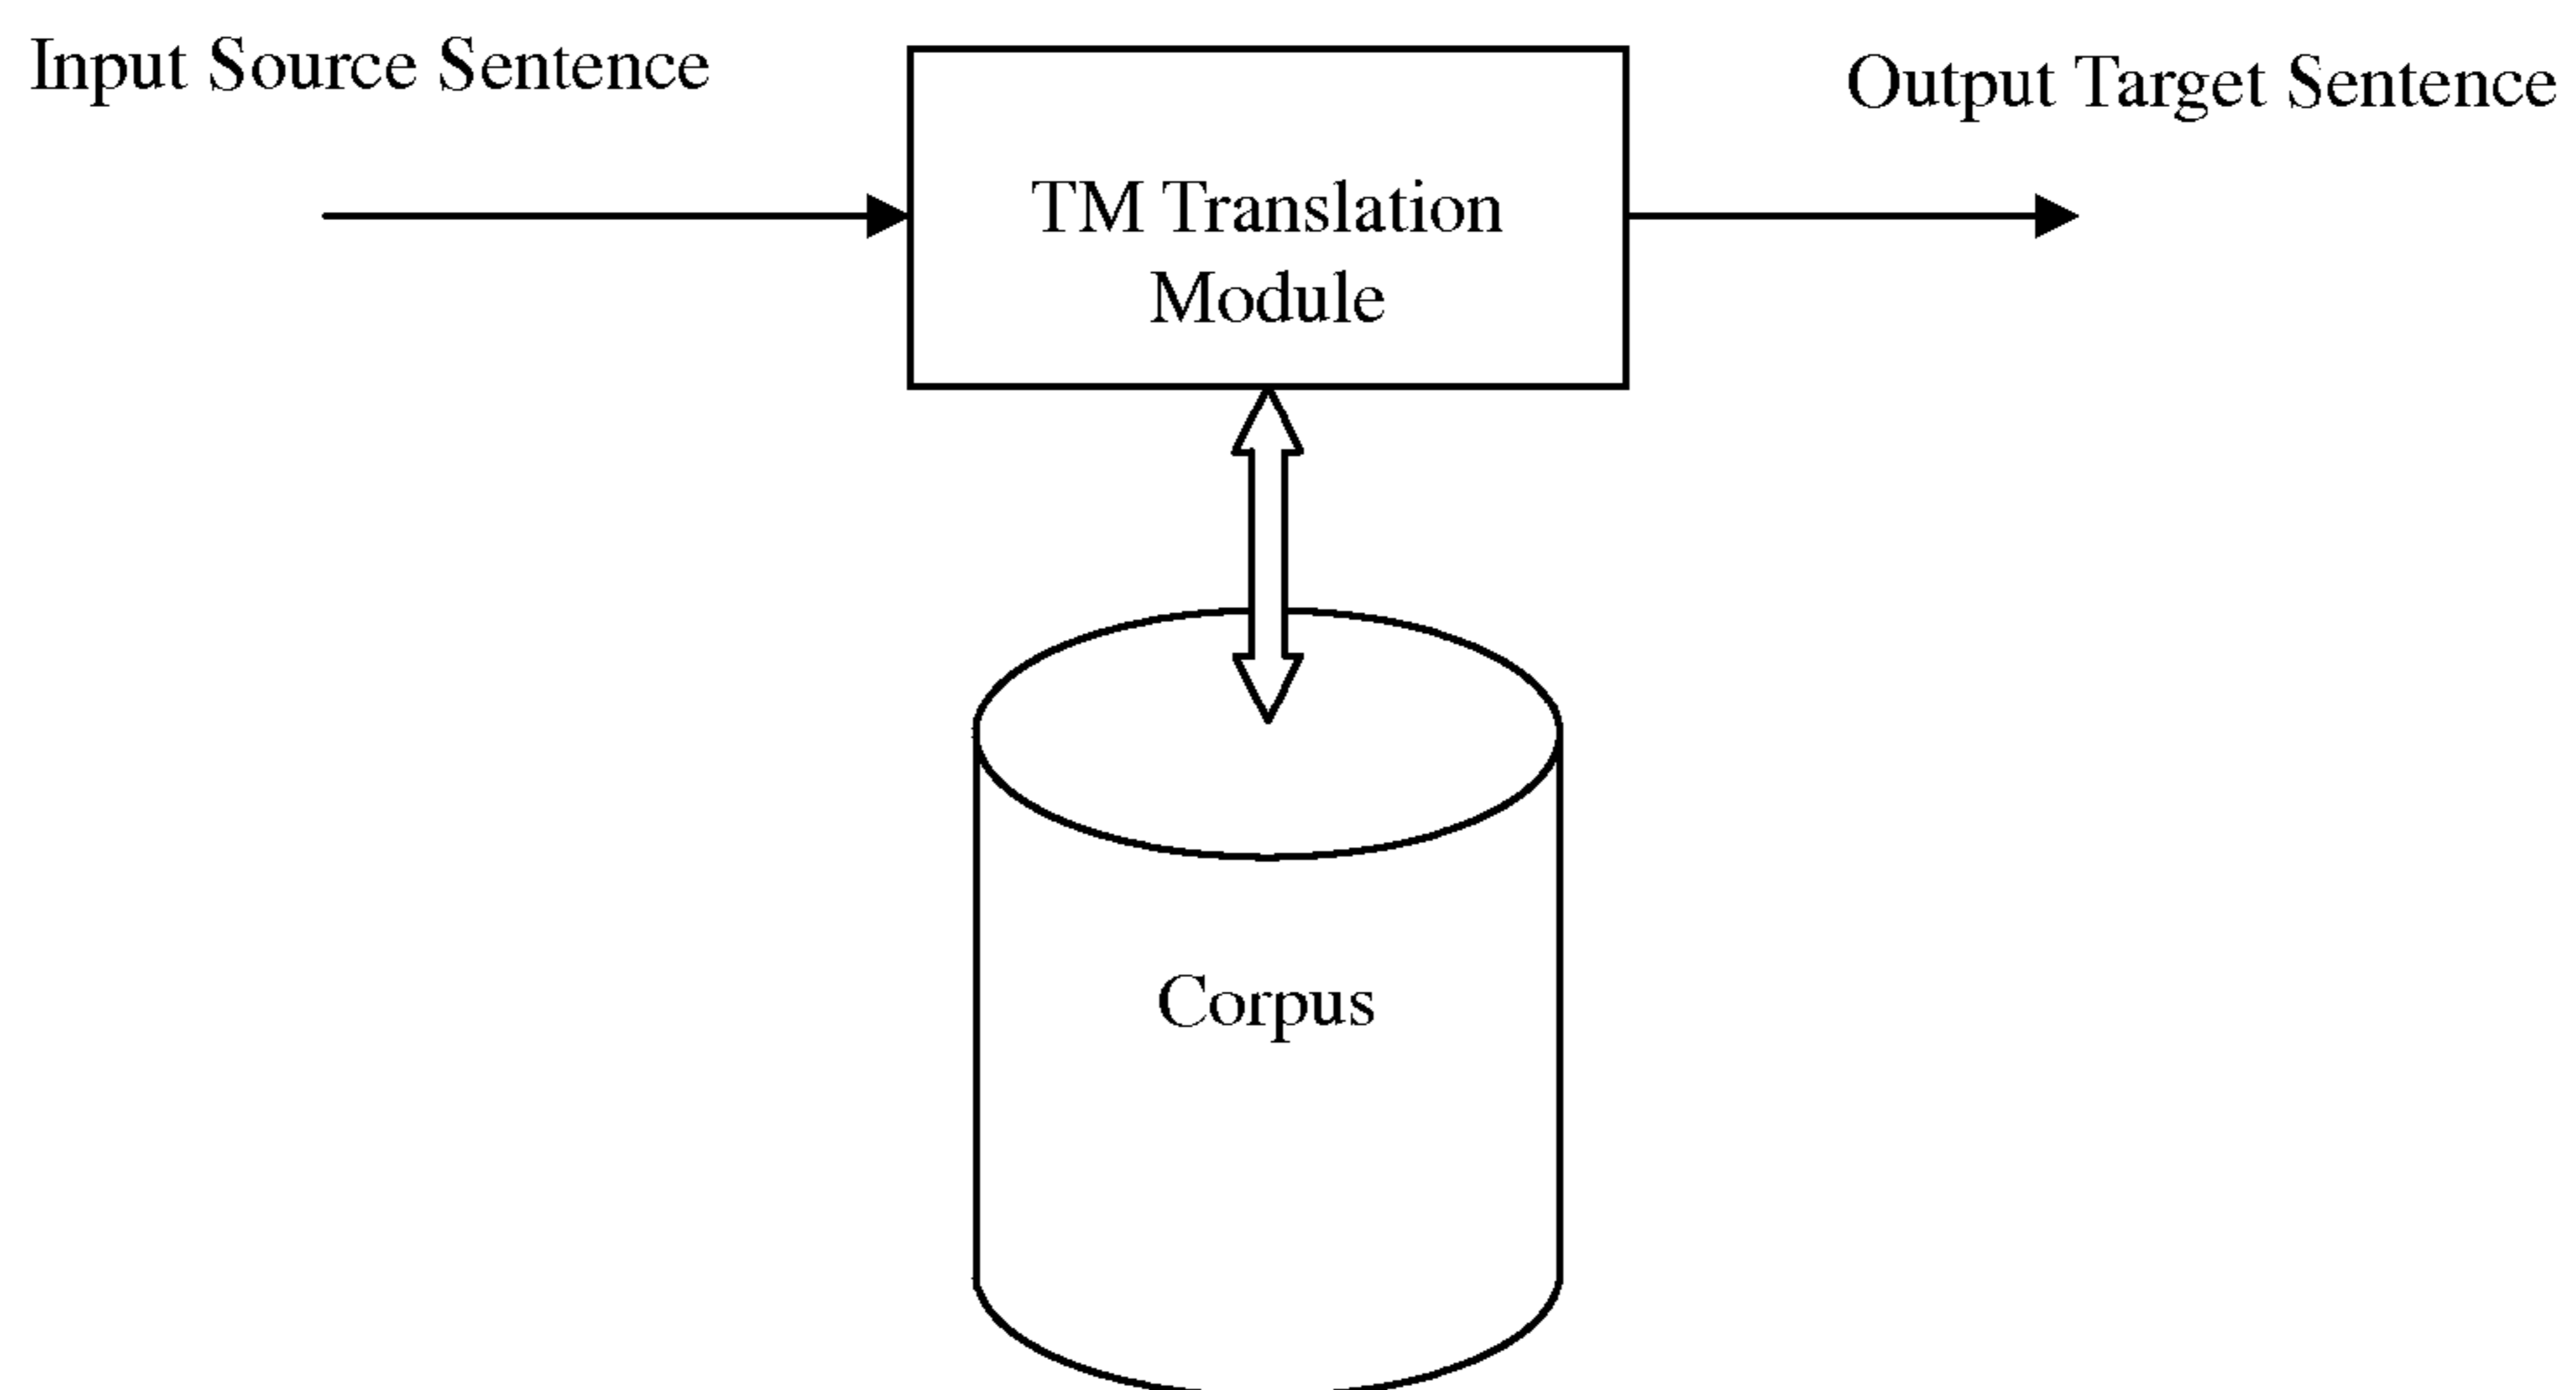 Input Source Sentence
Output Target Sentence
TM Translation
Module
Corpus